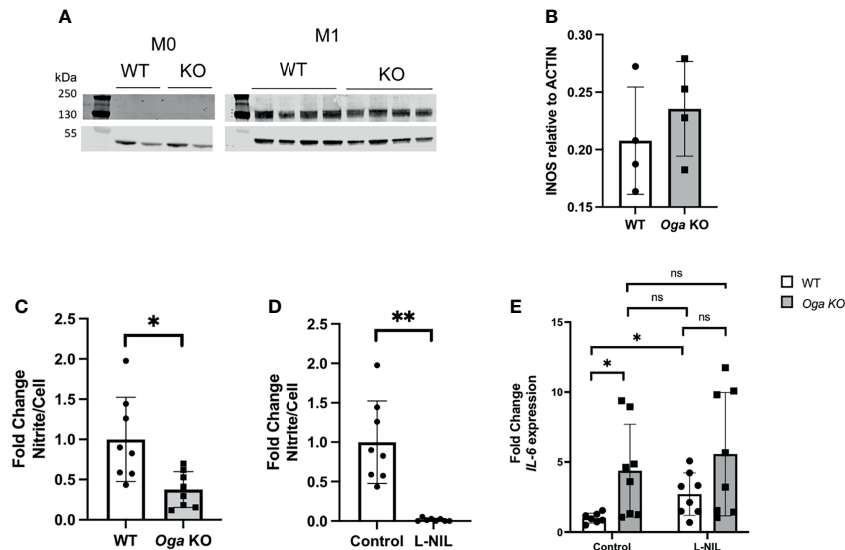 A
M0
M1
WT
KO
WT
KO
kDa
250
130
55
B
INOS relative to ACTIN
0.30
0.25
0.20
0.15
WT
Oga KO
C
Fold Change
Nitrite/Cell
2.5
2.0
1.5
1.0
0.5
0.0
*
WT
Oga KO
D
Fold Change
Nitrite/Cell
2.5
2.0
1.5
1.0
0.5
0.0
**
Control
L-NIL
E
Fold Change
IL-6 expression
15
10
5
0
ns
ns
ns
*
*
Control
L-NIL
WT
Oga KO